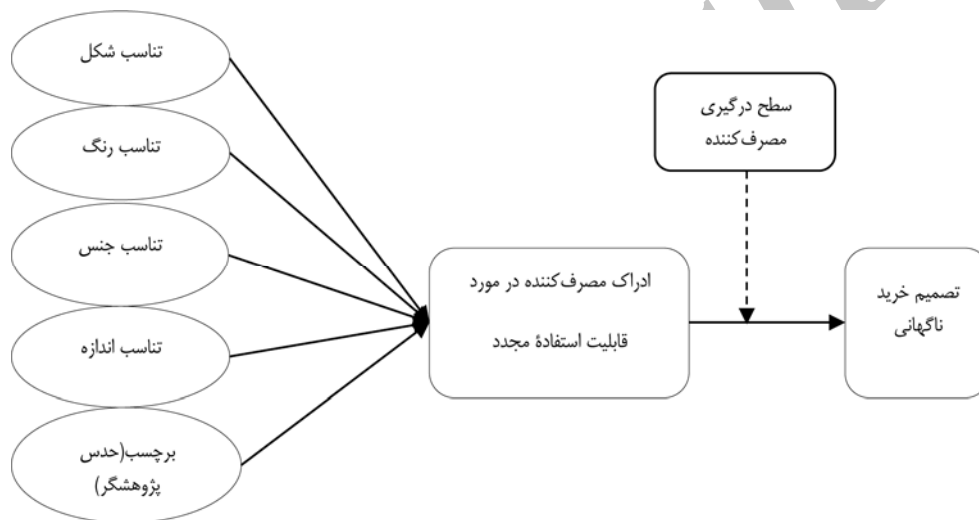 تناسب شکل
تناسب رنگ
تناسب جنس
تناسب اندازه
برچسب(حدس
پژوهشگر)
ادراک مصرف‌کننده در مورد
قابلیت استفادهٔ مجدد
سطح درگیری
مصرف‌کننده
تصمیم خرید
ناگهانی